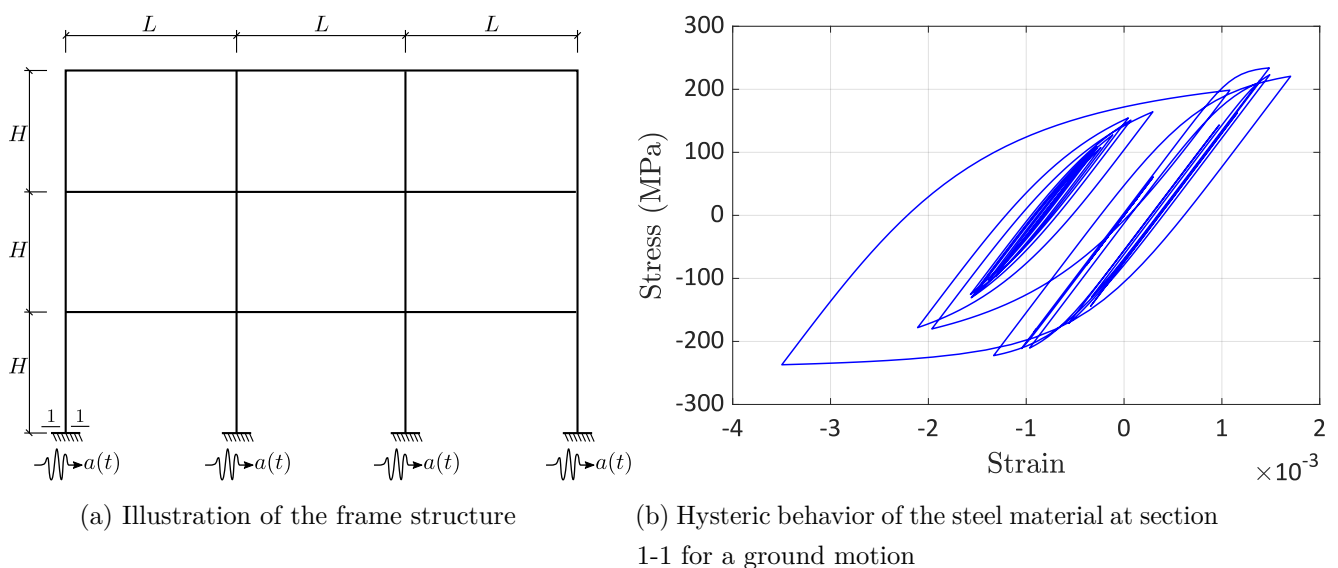 L L L
H
H
H
1 1
a(t) a(t) a(t) a(t)
(a) Illustration of the frame structure
300
200
100
0
-100
-200
-300
-4 -3 -2 -1 0 1 2
Stress (MPa)
Strain
×10⁻³
(b) Hysteric behavior of the steel material at section
1-1 for a ground motion